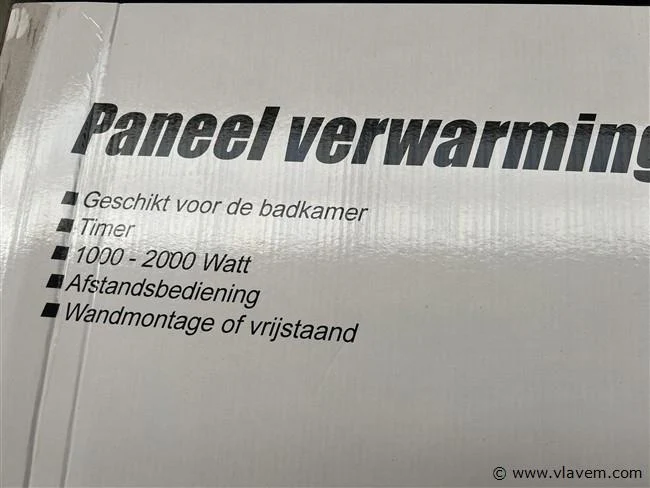 Paneel verwarming
Geschikt voor de badkamer
Timer
1000 - 2000 Watt
Afstandsbediening
Wandmontage of vrijstaand
© www.vlavem.com